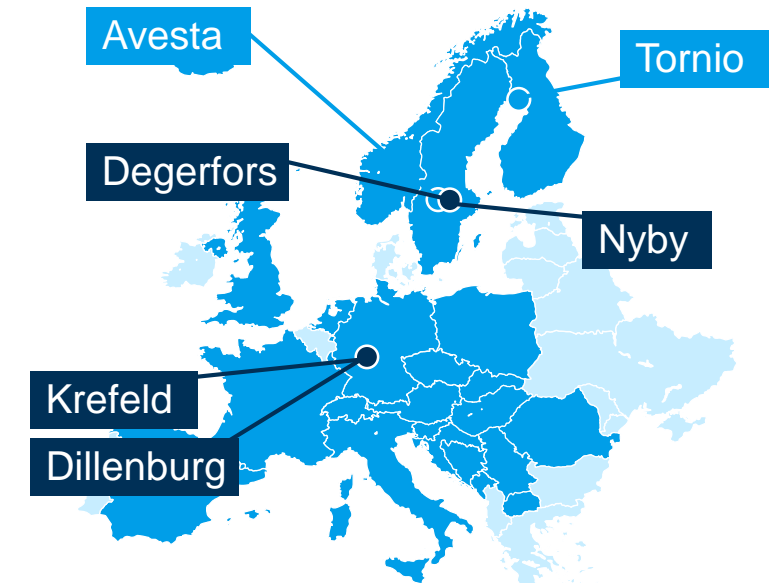 Avesta
Tornio
Degerfors
Nyby
Krefeld
Dillenburg